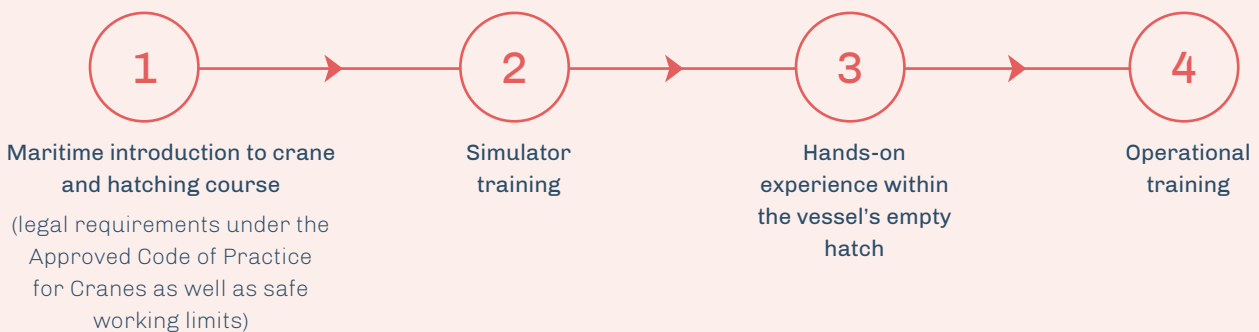 1
2
3
4
Maritime introduction to crane
and hatching course
(legal requirements under the
Approved Code of Practice
for Cranes as well as safe
working limits)
Simulator
training
Hands-on
experience within
the vessel's empty
hatch
Operational
training